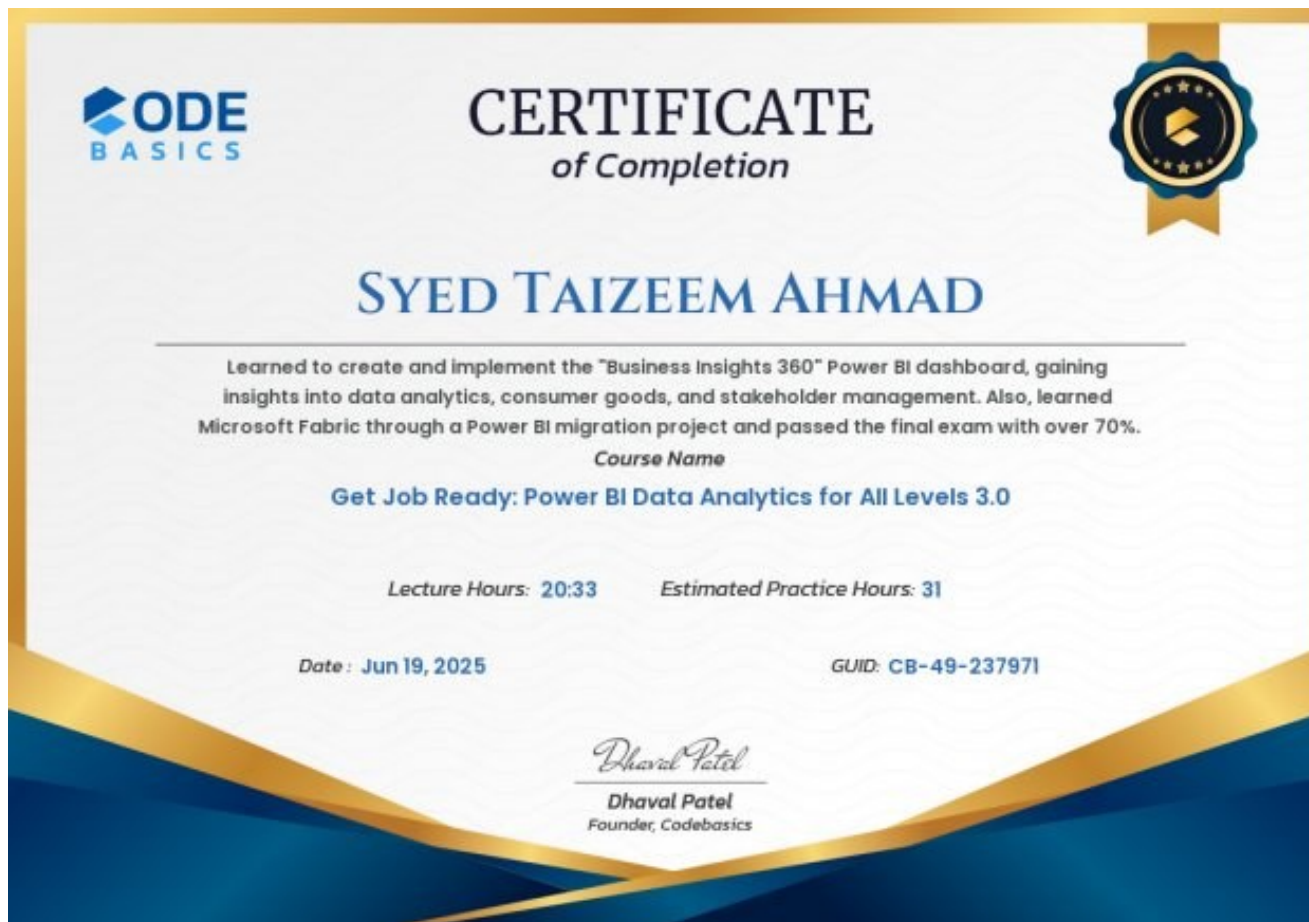 CODE
BASICS
CERTIFICATE
of Completion
SYED TAIZEEM AHMAD
Learned to create and implement the "Business Insights 360" Power BI dashboard, gaining
insights into data analytics, consumer goods, and stakeholder management. Also, learned
Microsoft Fabric through a Power BI migration project and passed the final exam with over 70%.
Course Name
Get Job Ready: Power BI Data Analytics for All Levels 3.0
Lecture Hours: 20:33 Estimated Practice Hours: 31
Date : Jun 19, 2025 GUID: CB-49-237971
Dhaval Patel
Dhaval Patel
Founder, Codebasics